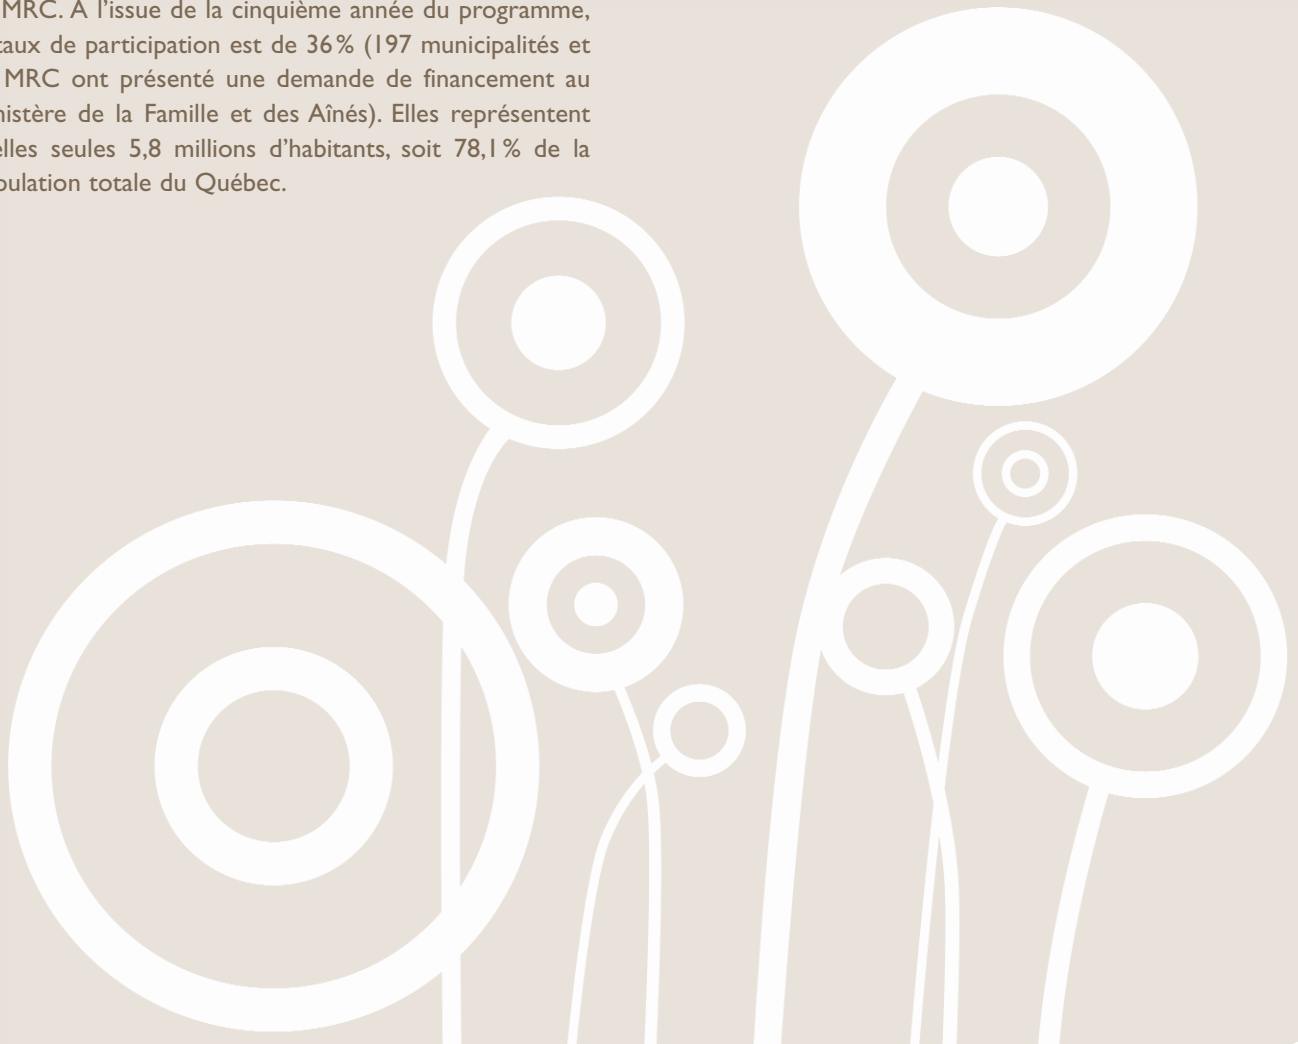 MRC. À l’issue de la cinquième année du programme,
taux de participation est de 36 % (197 municipalités et
MRC ont présenté une demande de financement au
nistère de la Famille et des Aînés). Elles représentent
elles seules 5,8 millions d’habitants, soit 78,1 % de la
pulation totale du Québec.